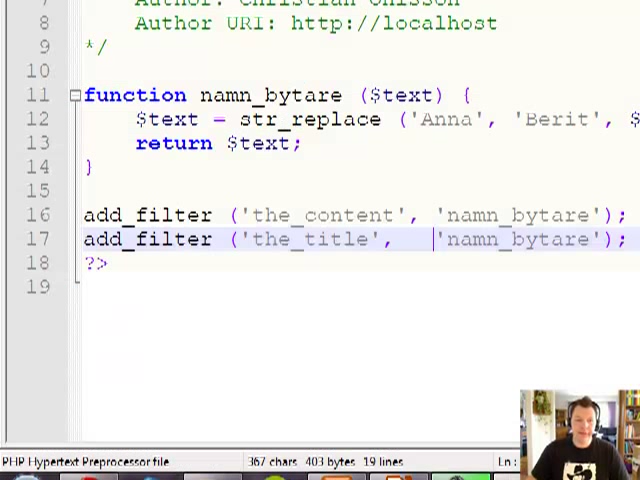 7 Author: Christian Ohlsson
8 Author URI: http://localhost
9 */
10
11 function namn_bytare ($text) {
12 $text = str_replace ('Anna', 'Berit', $
13 return $text;
14 }
15
16 add_filter ('the_content', 'namn_bytare');
17 add_filter ('the_title', 'namn_bytare');
18 ?>
19
PHP Hypertext Preprocessor file 367 chars 403 bytes 19 lines Ln :